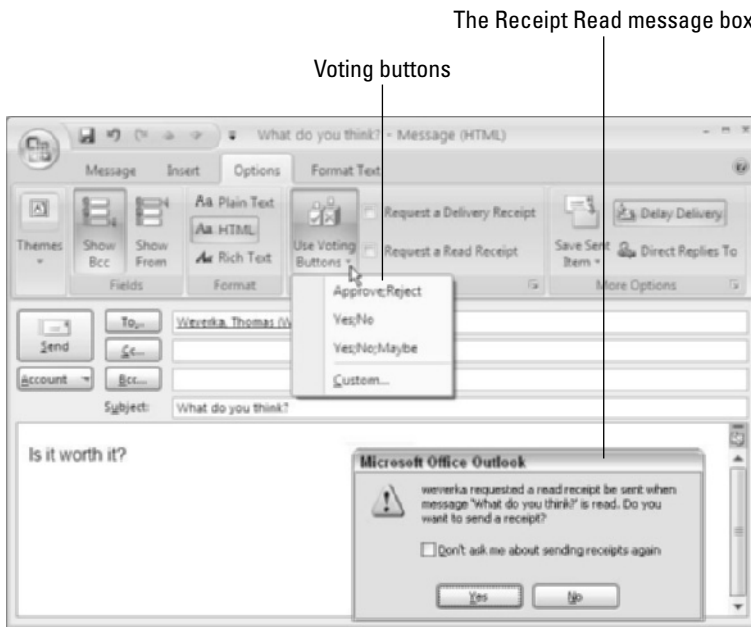 The Receipt Read message box
Voting buttons
What do you think? - Message (HTML)
Message Insert Options Format Text
Themes
Show Bcc
Show From
Fields
Aa Plain Text
Aa HTML
Aa Rich Text
Format
Use Voting Buttons
Request a Delivery Receipt
Request a Read Receipt
Save Sent Item
Delay Delivery
Direct Replies To
More Options
Approve;Reject
Yes;No
Yes;No;Maybe
Custom...
Send
Account
To...
Weverka, Thomas (W
Cc...
Bcc...
Subject:
What do you think?
Is it worth it?
Microsoft Office Outlook
weverka requested a read receipt be sent when
message 'What do you think?' is read. Do you
want to send a receipt?
Don't ask me about sending receipts again
Yes
No